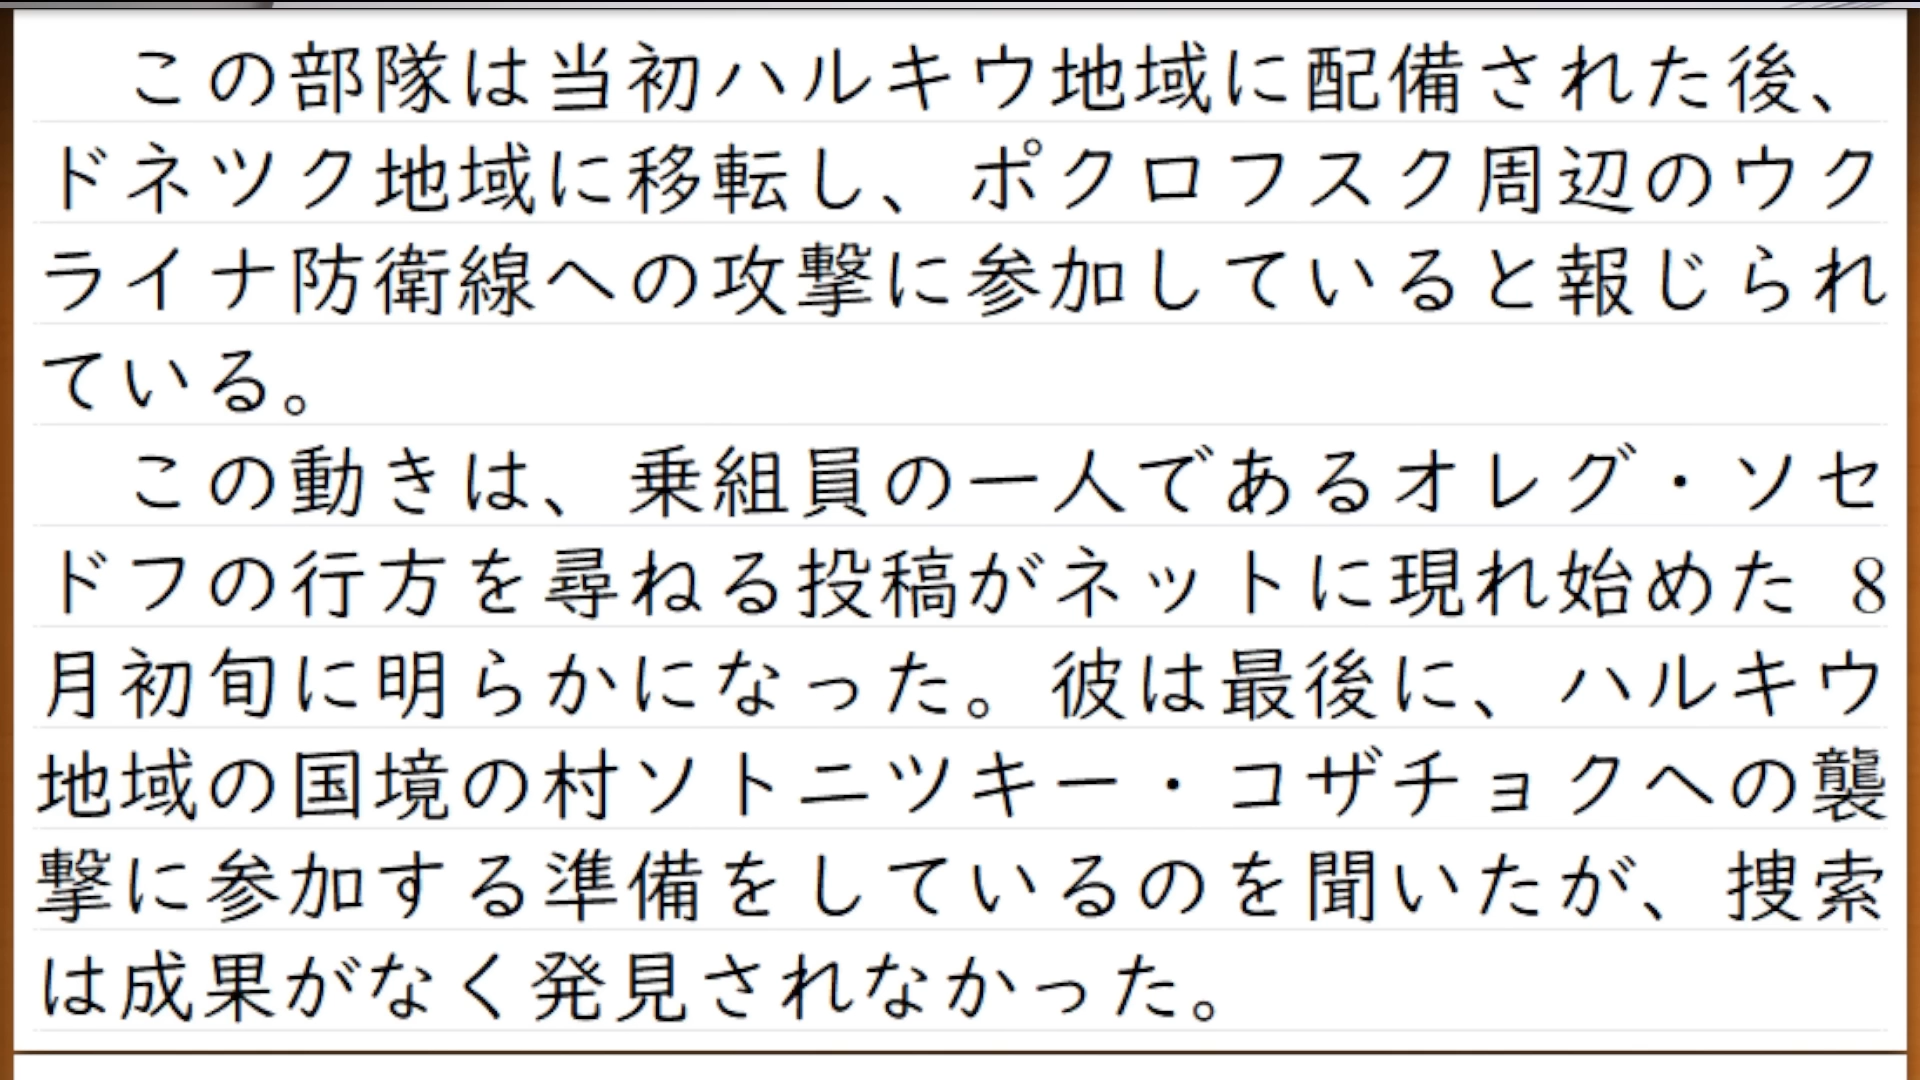 この部隊は当初ハルキウ地域に配備された後、
ドネツク地域に移転し、ポクロフスク周辺のウク
ライナ防衛線への攻撃に参加していると報じられ
ている。
この動きは、乗組員の一人であるオレグ・ソセ
ドフの行方を尋ねる投稿がネットに現れ始めた 8
月初旬に明らかになった。彼は最後に、ハルキウ
地域の国境の村ソトニツキー・コザチョクへの襲
撃に参加する準備をしているのを聞いたが、捜索
は成果がなく発見されなかった。